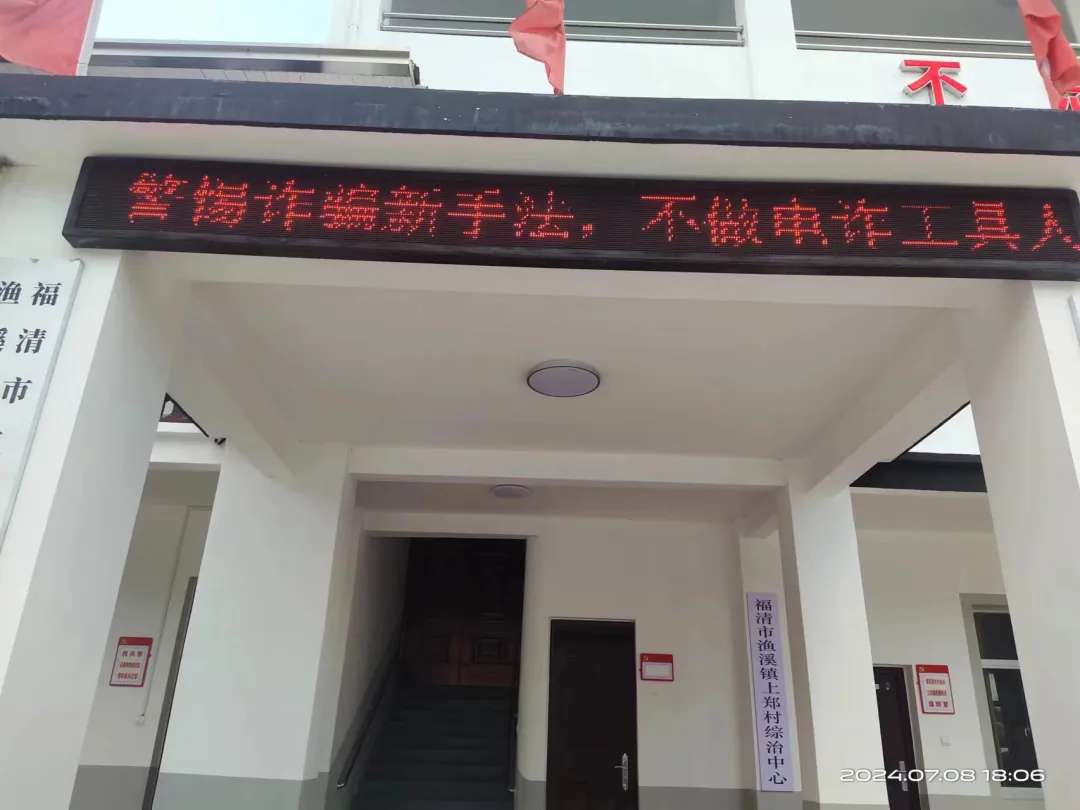 不
警惕诈骗新手法，不做电诈工具人
福清市
渔溪
福清市渔溪镇上郑村综治中心
2024.07.08 18:06